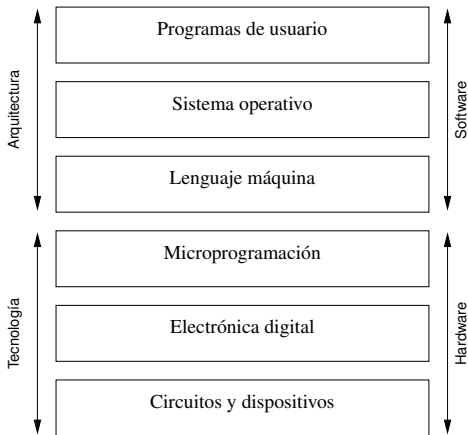 Programas de usuario
Sistema operativo
Lenguaje máquina
Microprogramación
Electrónica digital
Circuitos y dispositivos
Arquitectura
Tecnología
Software
Hardware